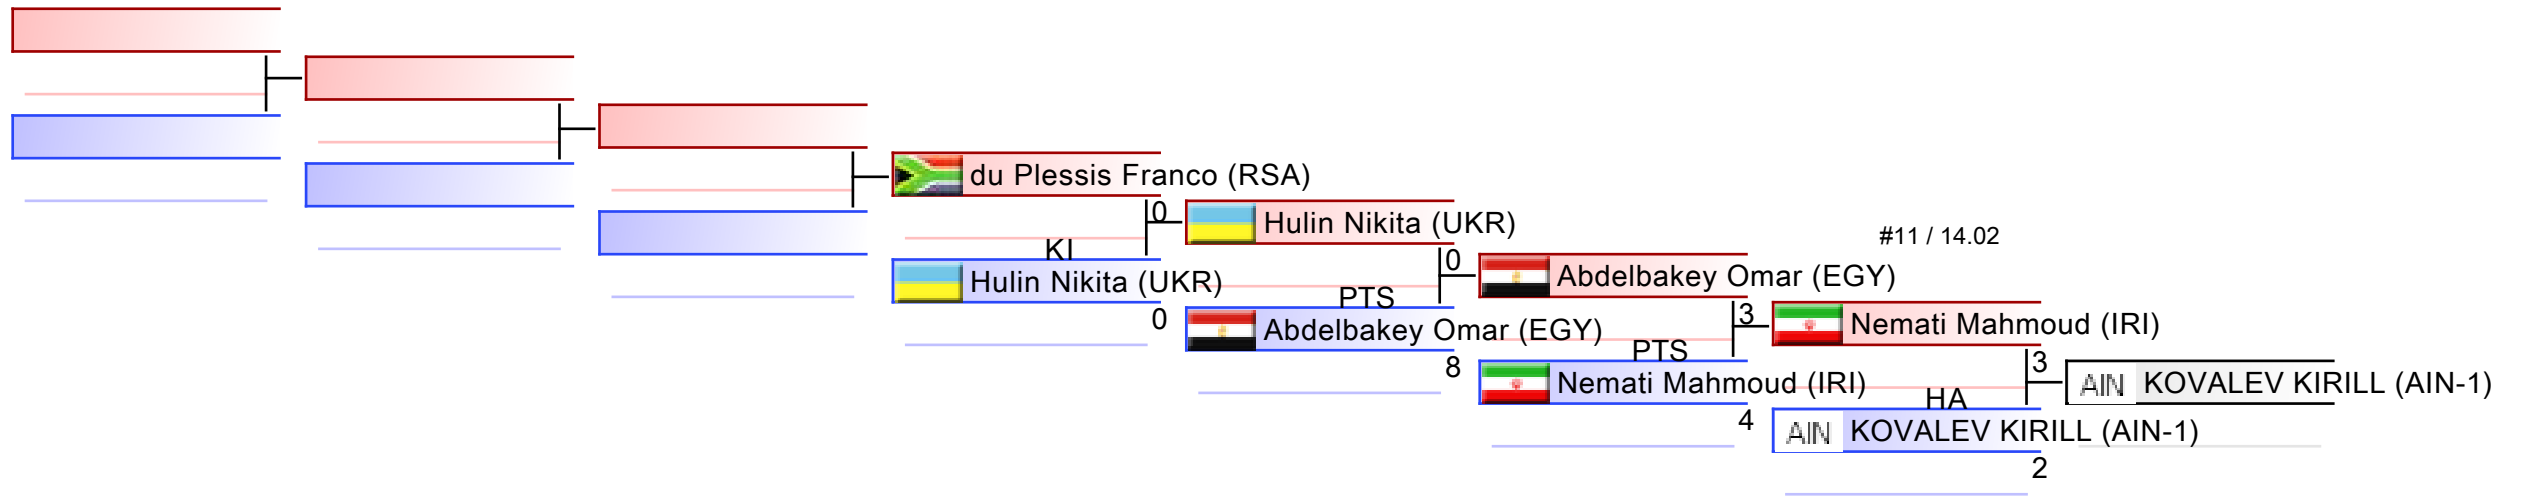 du Plessis Franco (RSA)
0
KI
Hulin Nikita (UKR)
0
Hulin Nikita (UKR)
0
PTS
Abdelbakey Omar (EGY)
8
#11 / 14.02
Abdelbakey Omar (EGY)
3
PTS
Nemati Mahmoud (IRI)
4
Nemati Mahmoud (IRI)
3
HA
AIN KOVALEV KIRILL (AIN-1)
2
AIN KOVALEV KIRILL (AIN-1)